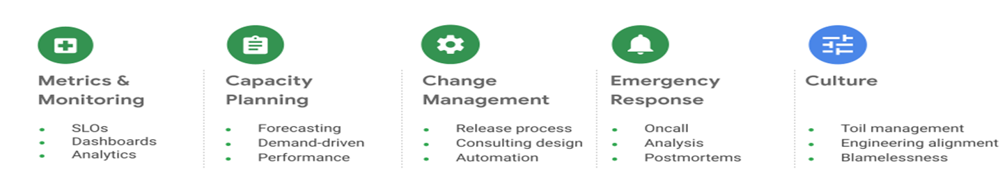 Metrics &
Monitoring
SLOs
Dashboards
Analytics
Capacity
Planning
Forecasting
Demand-driven
Performance
Change
Management
Release process
Consulting design
Automation
Emergency
Response
Oncall
Analysis
Postmortems
Culture
Toil management
Engineering alignment
Blamelessness